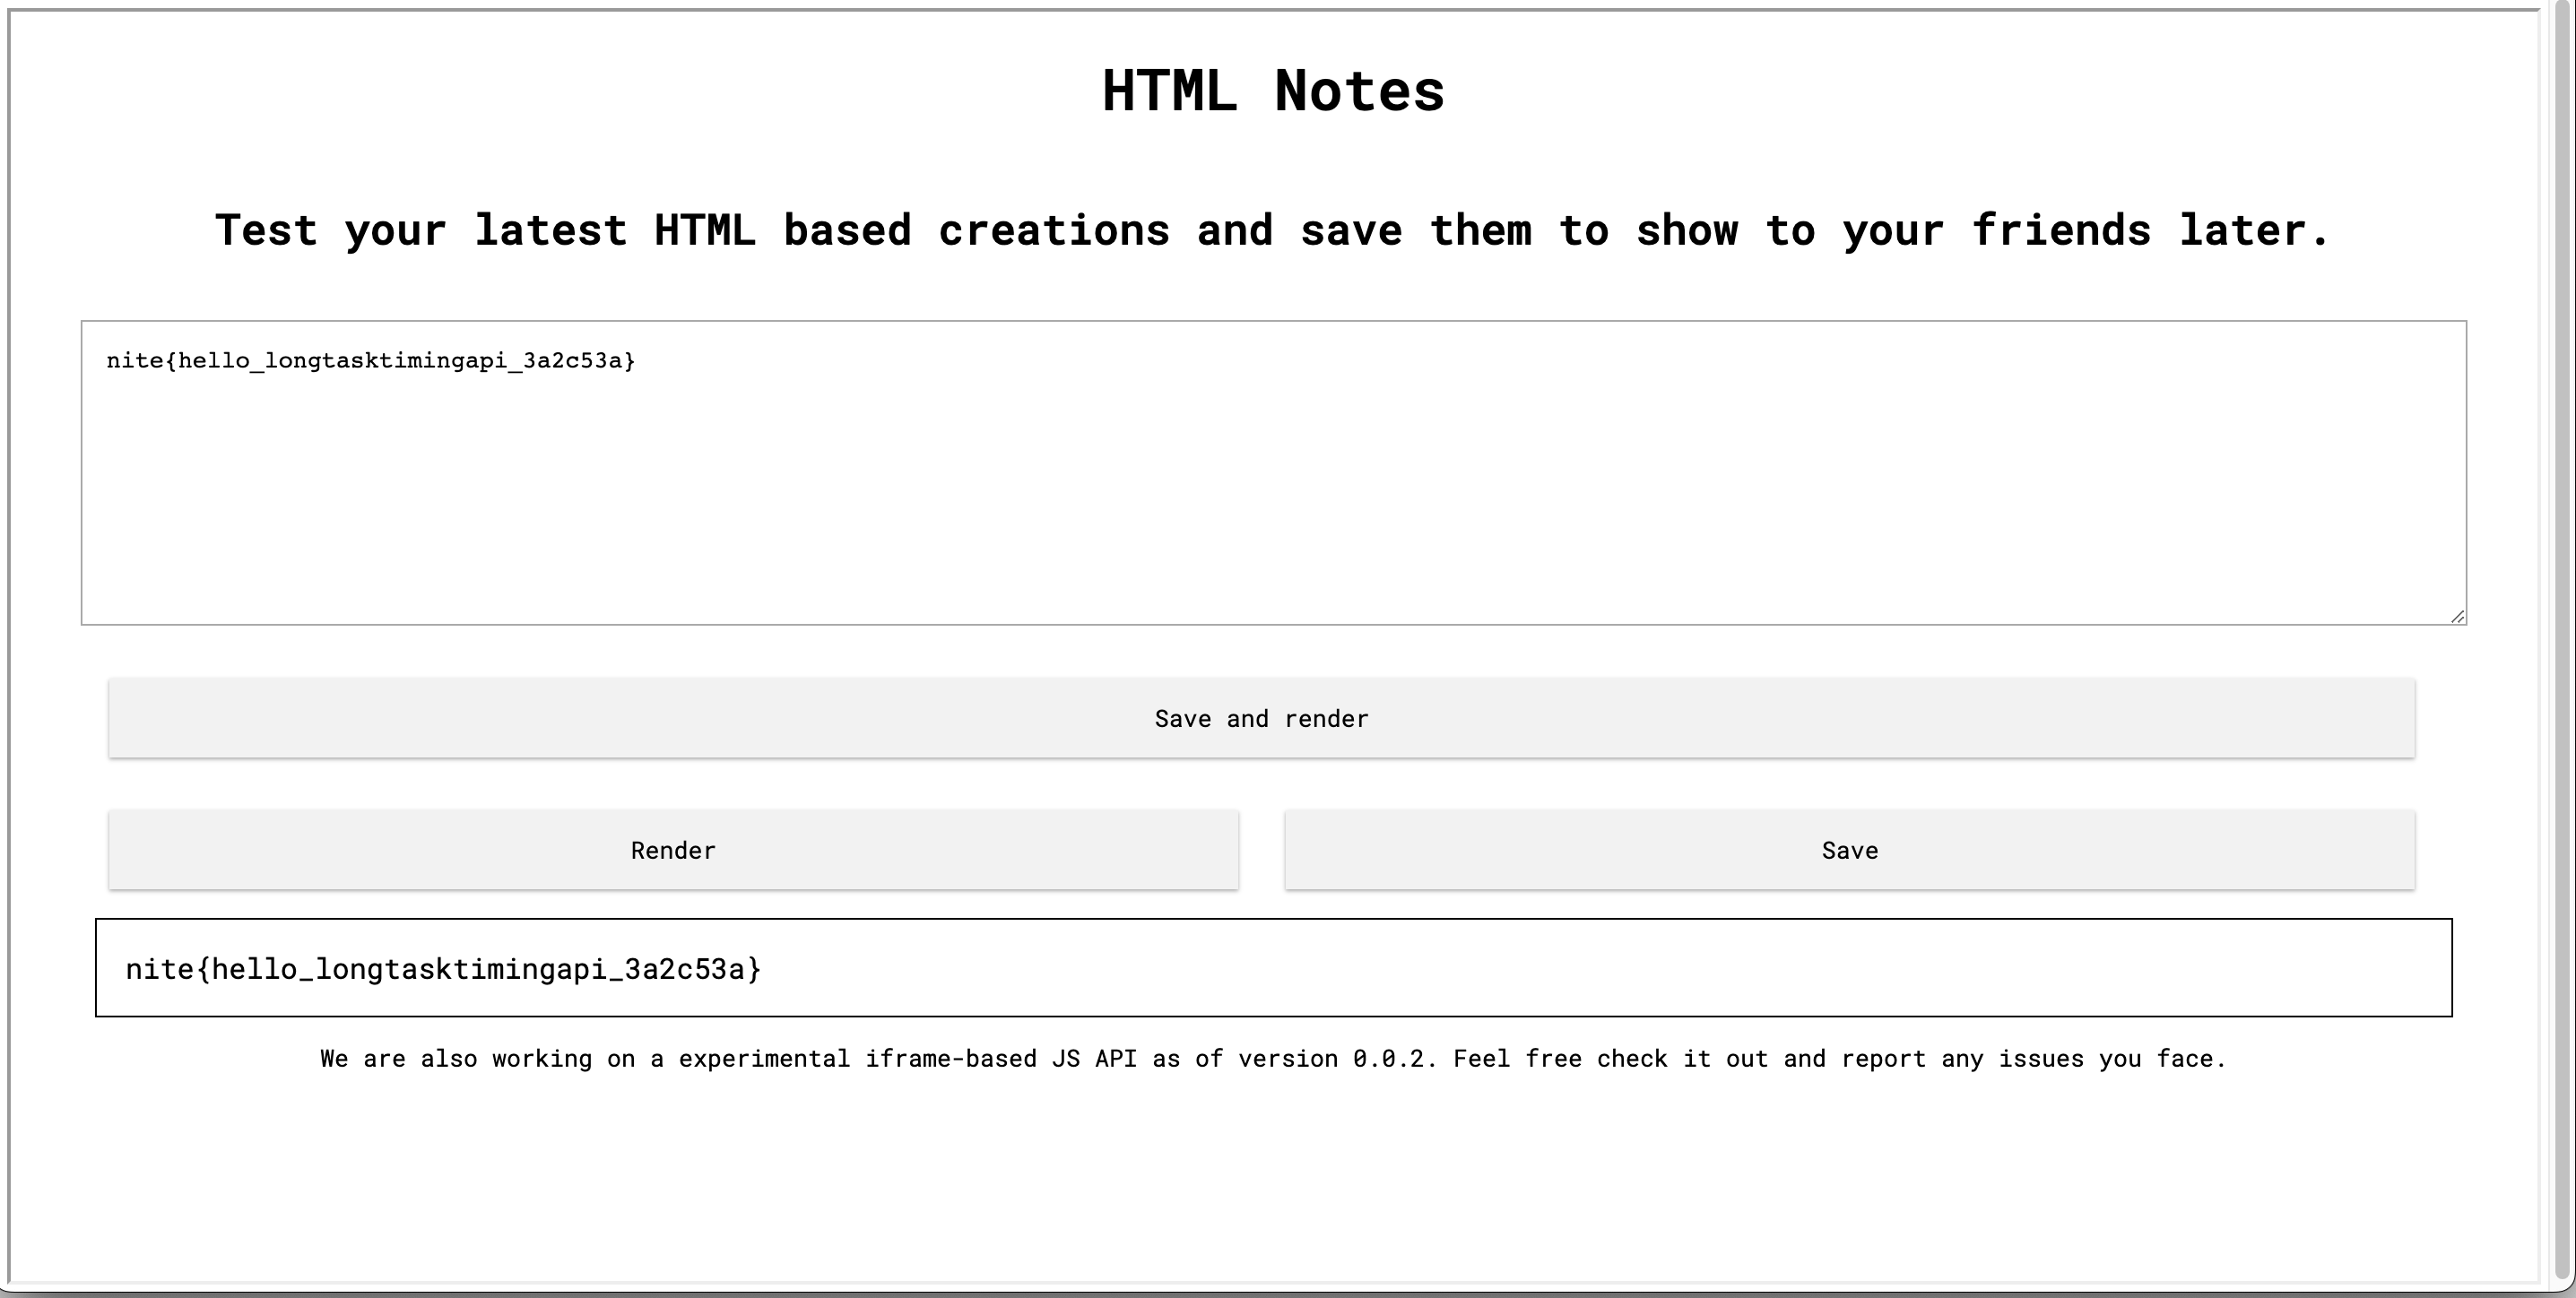 HTML Notes
Test your latest HTML based creations and save them to show to your friends later.
nite{hello_longtasktimingapi_3a2c53a}
Save and render
Render
Save
nite{hello_longtasktimingapi_3a2c53a}
We are also working on a experimental iframe-based JS API as of version 0.0.2. Feel free check it out and report any issues you face.